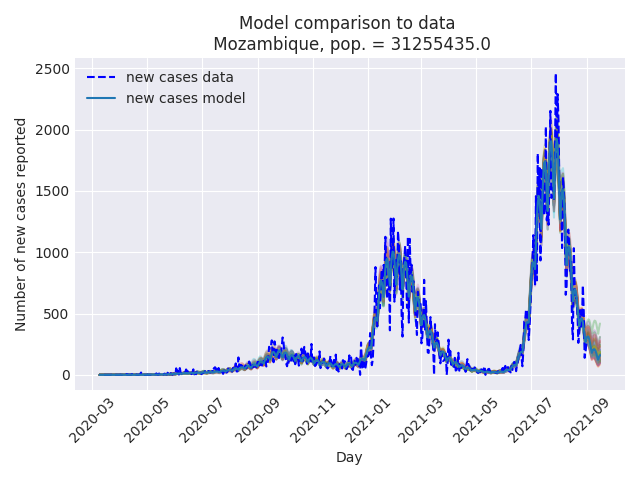 Model comparison to data
Mozambique, pop. = 31255435.0
new cases data
new cases model
Number of new cases reported
2500
2000
1500
1000
500
0
2020-03
2020-05
2020-07
2020-09
2020-11
2021-01
2021-03
2021-05
2021-07
2021-09
Day